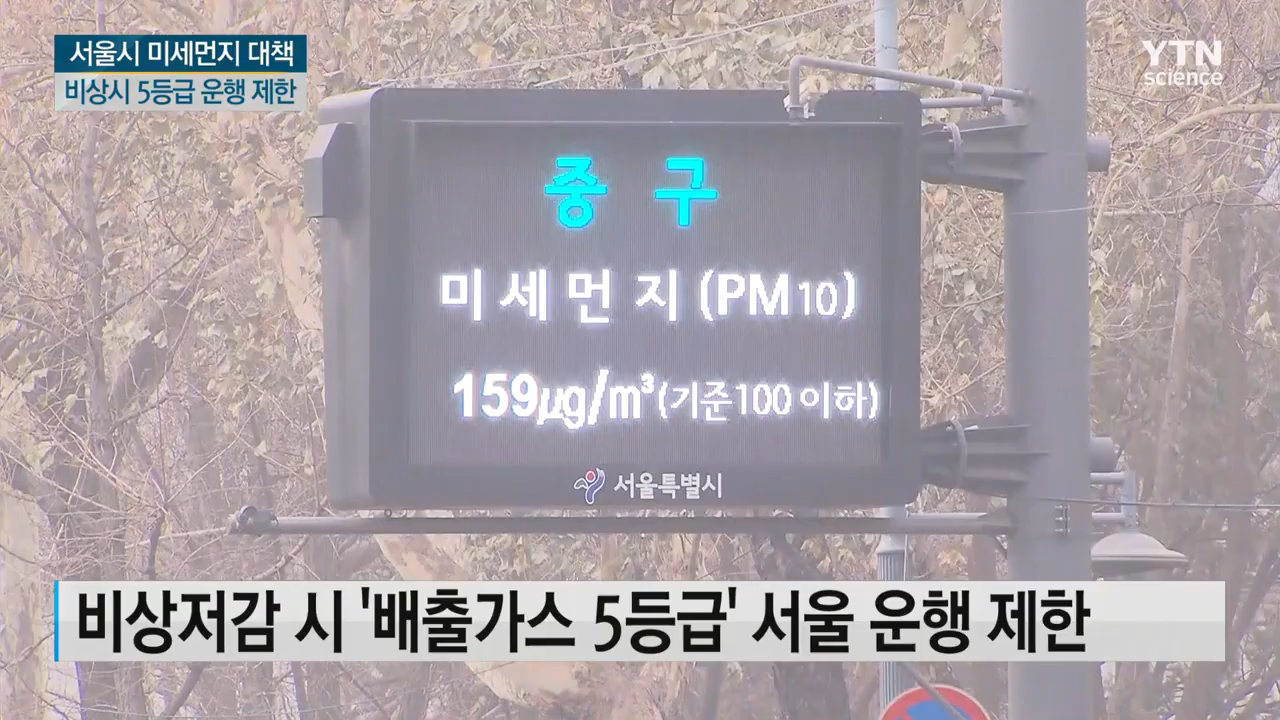 서울시 미세먼지 대책
비상시 5등급 운행 제한
YTN
science
중 구
미 세 먼 지 (PM10)
159㎍/㎥(기준100 이하)
서울특별시
비상저감 시 '배출가스 5등급' 서울 운행 제한